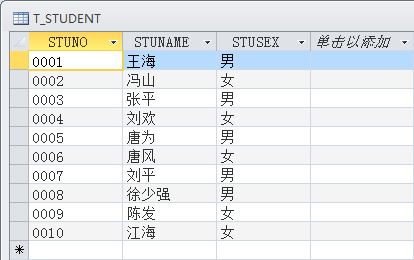 T_STUDENT
STUNO STUNAME STUSEX 单击以添加
0001 王海 男
0002 冯山 女
0003 张平 男
0004 刘欢 女
0005 唐为 男
0006 唐风 女
0007 刘平 男
0008 徐少强 男
0009 陈发 女
0010 江海 女
*